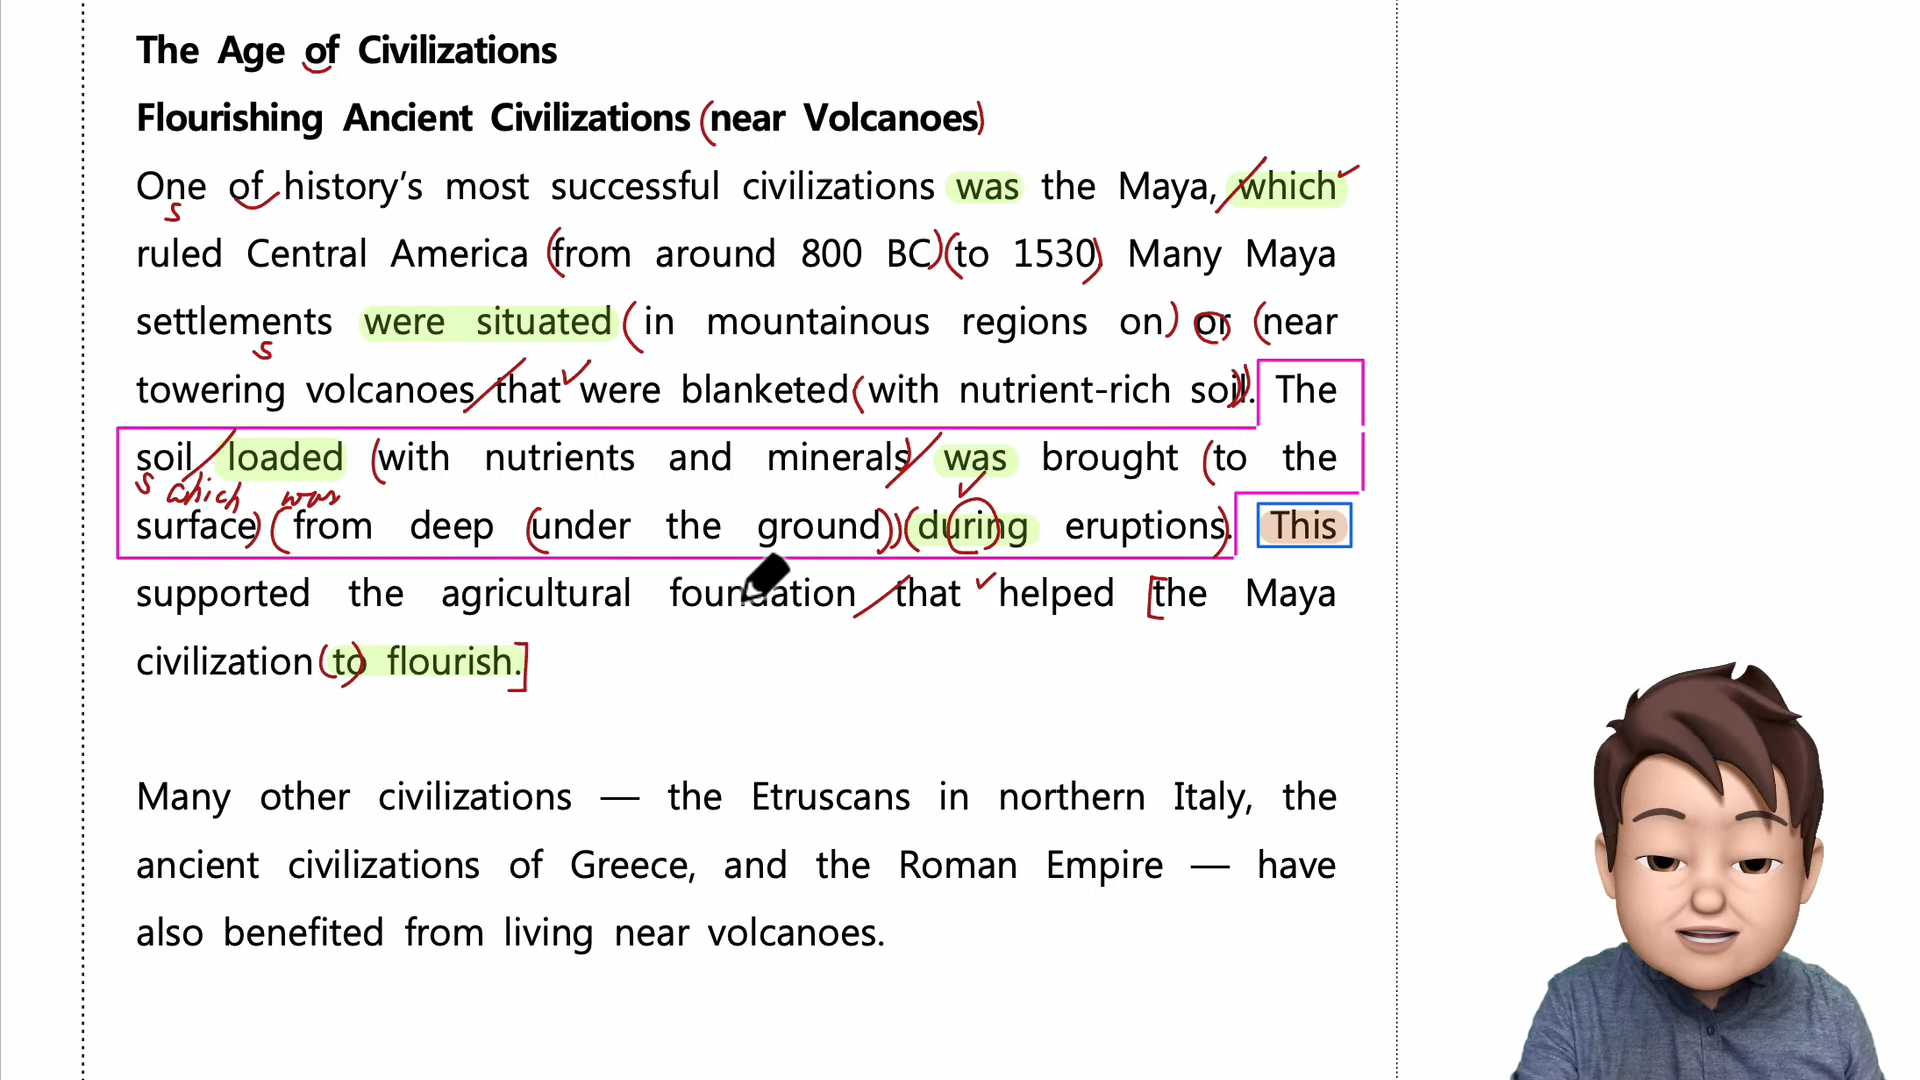 The Age of Civilizations
Flourishing Ancient Civilizations (near Volcanoes)
One of history's most successful civilizations was the Maya, which
s
ruled Central America (from around 800 BC) (to 1530) Many Maya
settlements were situated (in mountainous regions on) or (near
s
towering volcanoes that were blanketed (with nutrient-rich soil)). The
soil loaded (with nutrients and minerals) was brought (to the
s which was
surface) (from deep (under the ground)) (during eruptions). This
supported the agricultural foundation that helped [the Maya
civilization (to) flourish.]
Many other civilizations — the Etruscans in northern Italy, the
ancient civilizations of Greece, and the Roman Empire — have
also benefited from living near volcanoes.